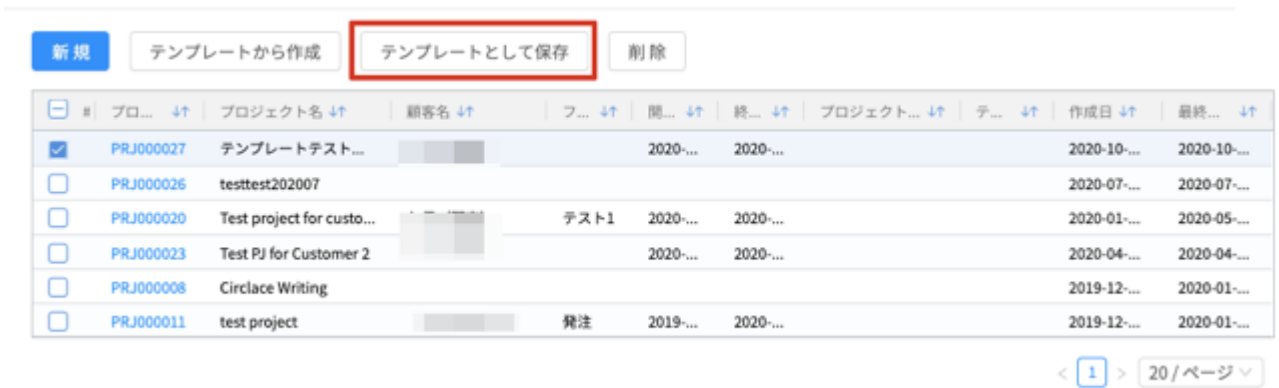 新規 テンプレートから作成 テンプレートとして保存 削除
# プロ... プロジェクト名 顧客名 フ... 開... 終... プロジェクト... テ... 作成日 最終...
PRJ000027 テンプレートテスト... 2020-... 2020-... 2020-10-... 2020-10-...
PRJ000026 testtest202007 2020-07-... 2020-07-...
PRJ000020 Test project for custo... テスト1 2020-... 2020-... 2020-01-... 2020-05-...
PRJ000023 Test PJ for Customer 2 2020-... 2020-... 2020-04-... 2020-04-...
PRJ000008 Circlace Writing 2019-12-... 2020-01-...
PRJ000011 test project 発注 2019-... 2020-... 2019-12-... 2020-01-...
< 1 > 20 / ページ